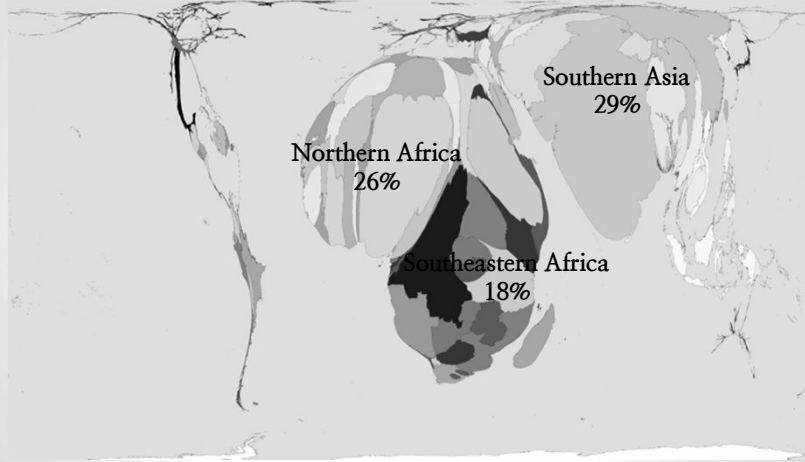 Southern Asia
29%
Northern Africa
26%
Southeastern Africa
18%